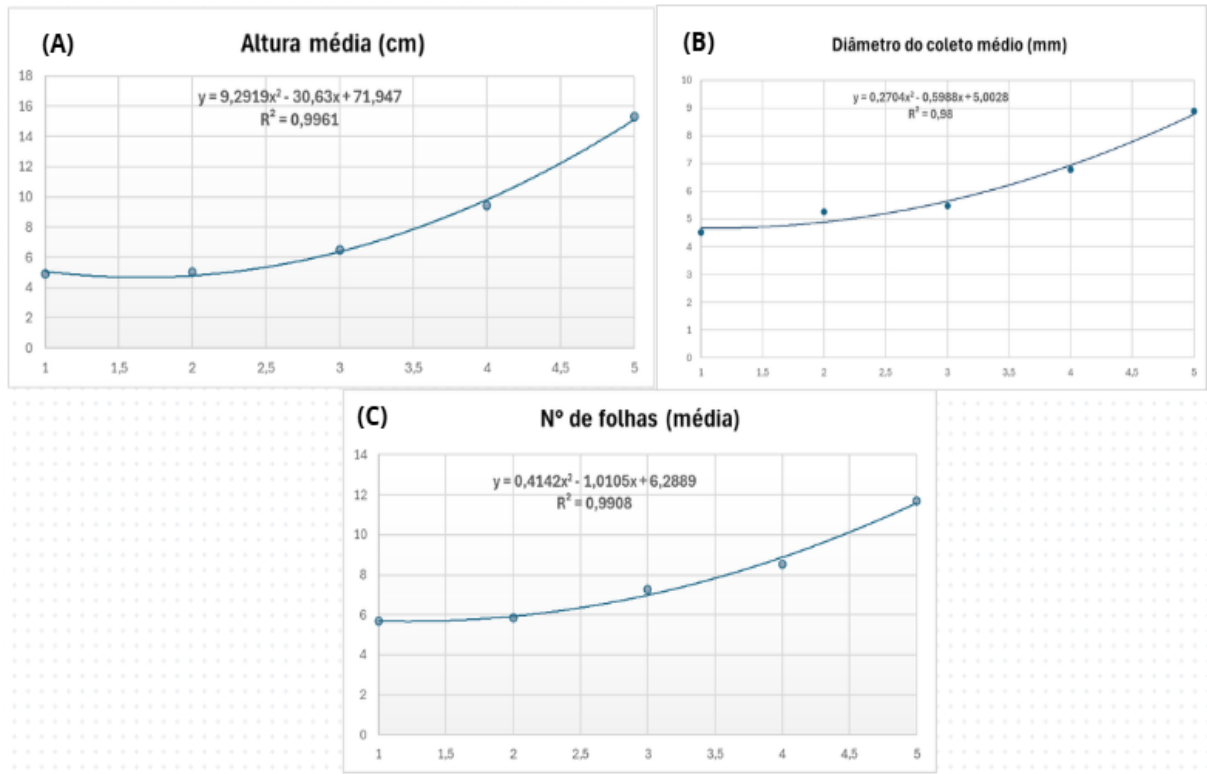 (A)
Altura média (cm)
y = 9,2919x² - 30,63x + 71,947
R² = 0,9961
18
16
14
12
10
8
6
4
2
0
1 1,5 2 2,5 3 3,5 4 4,5 5
(B)
Diâmetro do coleto médio (mm)
y = 0,2704x² - 0,5988x + 5,0028
R² = 0,98
10
9
8
7
6
5
4
3
2
1
0
1 1,5 2 2,5 3 3,5 4 4,5 5
(C)
Nº de folhas (média)
y = 0,4142x² - 1,0105x + 6,2889
R² = 0,9908
14
12
10
8
6
4
2
0
1 1,5 2 2,5 3 3,5 4 4,5 5